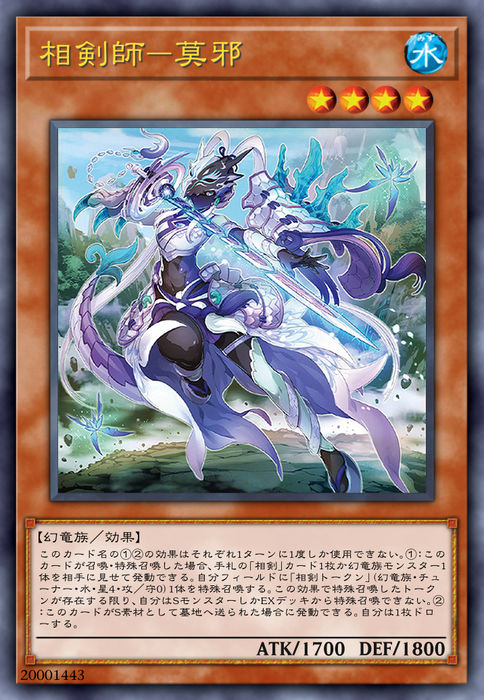 相剣師－莫邪
みず
水
【幻竜族／効果】
このカード名の①②の効果はそれぞれ1ターンに1度しか使用できない。①：こ
のカードが召喚・特殊召喚した場合、手札の「相剣」カード1枚か幻竜族モンスター1
体を相手に見せて発動できる。自分フィールドに「相剣トークン」(幻竜族・チュ
ーナー・水・星4・攻／守0)1体を特殊召喚する。この効果で特殊召喚したトーク
ンが存在する限り、自分はSモンスターしかEXデッキから特殊召喚できない。②
：このカードがS素材として墓地へ送られた場合に発動できる。自分は1枚ドロ
ーする。
ATK/1700 DEF/1800
20001443